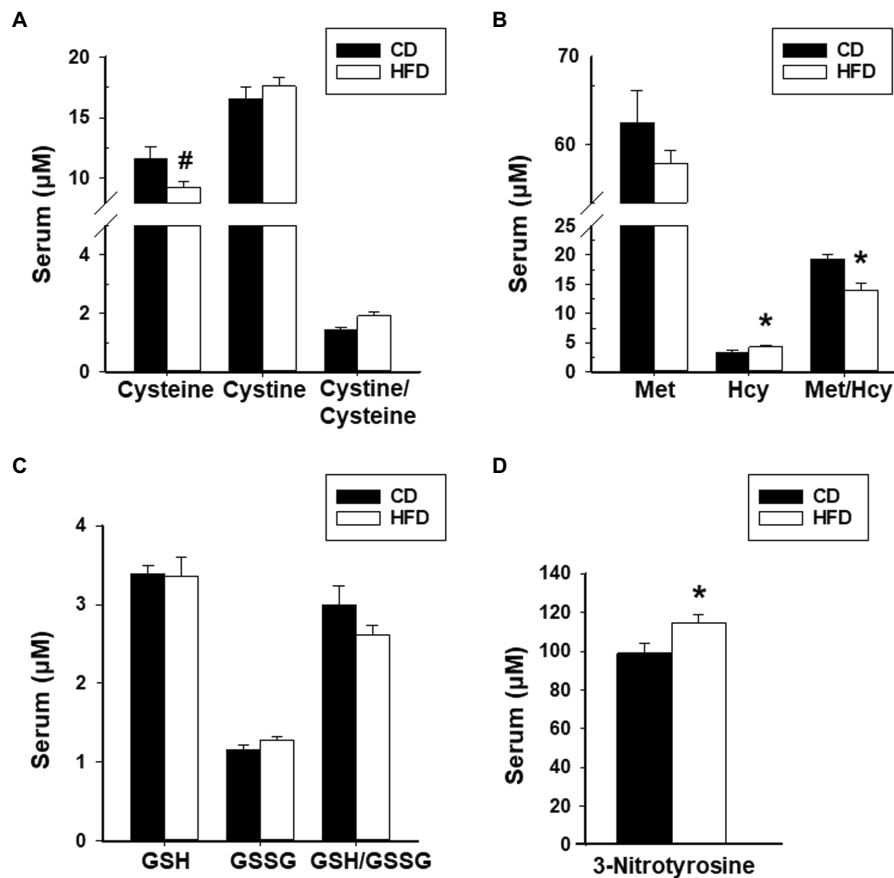 A
CD
HFD
Serum (µM)
20
15
10
4
2
0
#
Cysteine
Cystine
Cystine/
Cysteine
B
CD
HFD
Serum (µM)
70
60
25
20
15
10
5
0
*
*
Met
Hcy
Met/Hcy
C
CD
HFD
Serum (µM)
4
3
2
1
0
GSH
GSSG
GSH/GSSG
D
CD
HFD
Serum (µM)
140
120
100
80
60
40
20
0
*
3-Nitrotyrosine